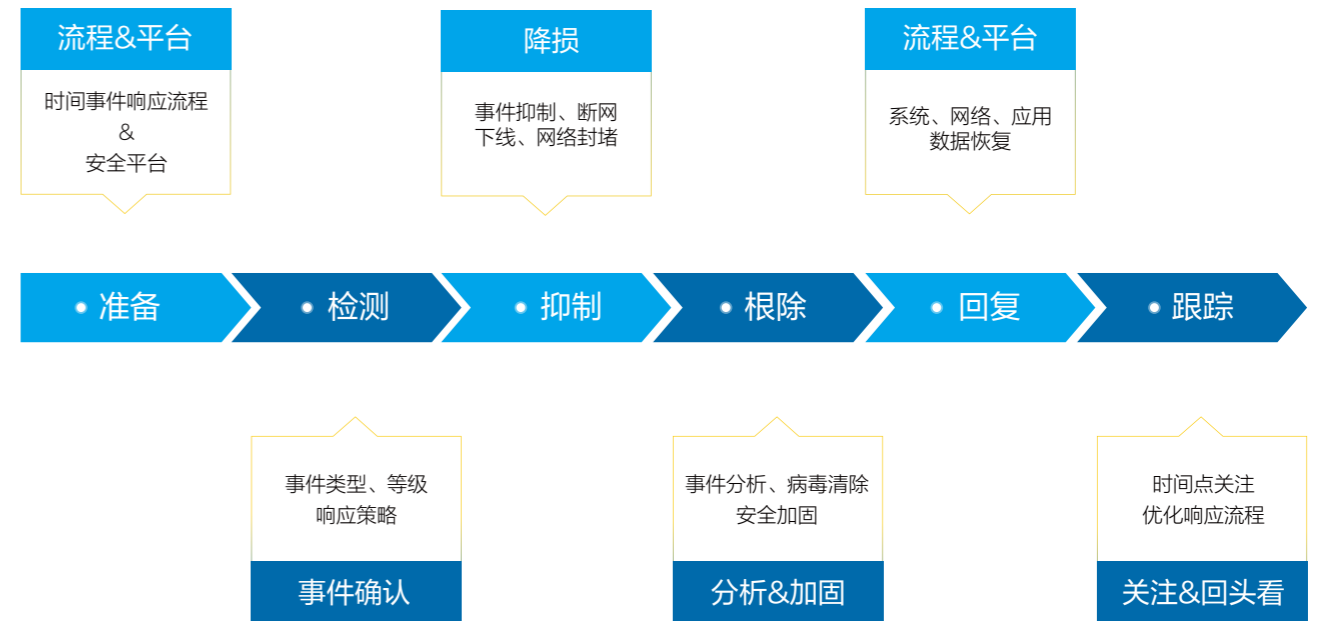 流程&平台
时间事件响应流程
&
安全平台
降损
事件抑制、断网
下线、网络封堵
流程&平台
系统、网络、应用
数据恢复
准备
检测
抑制
根除
回复
跟踪
事件类型、等级
响应策略
事件确认
事件分析、病毒清除
安全加固
分析&加固
时间点关注
优化响应流程
关注&回头看